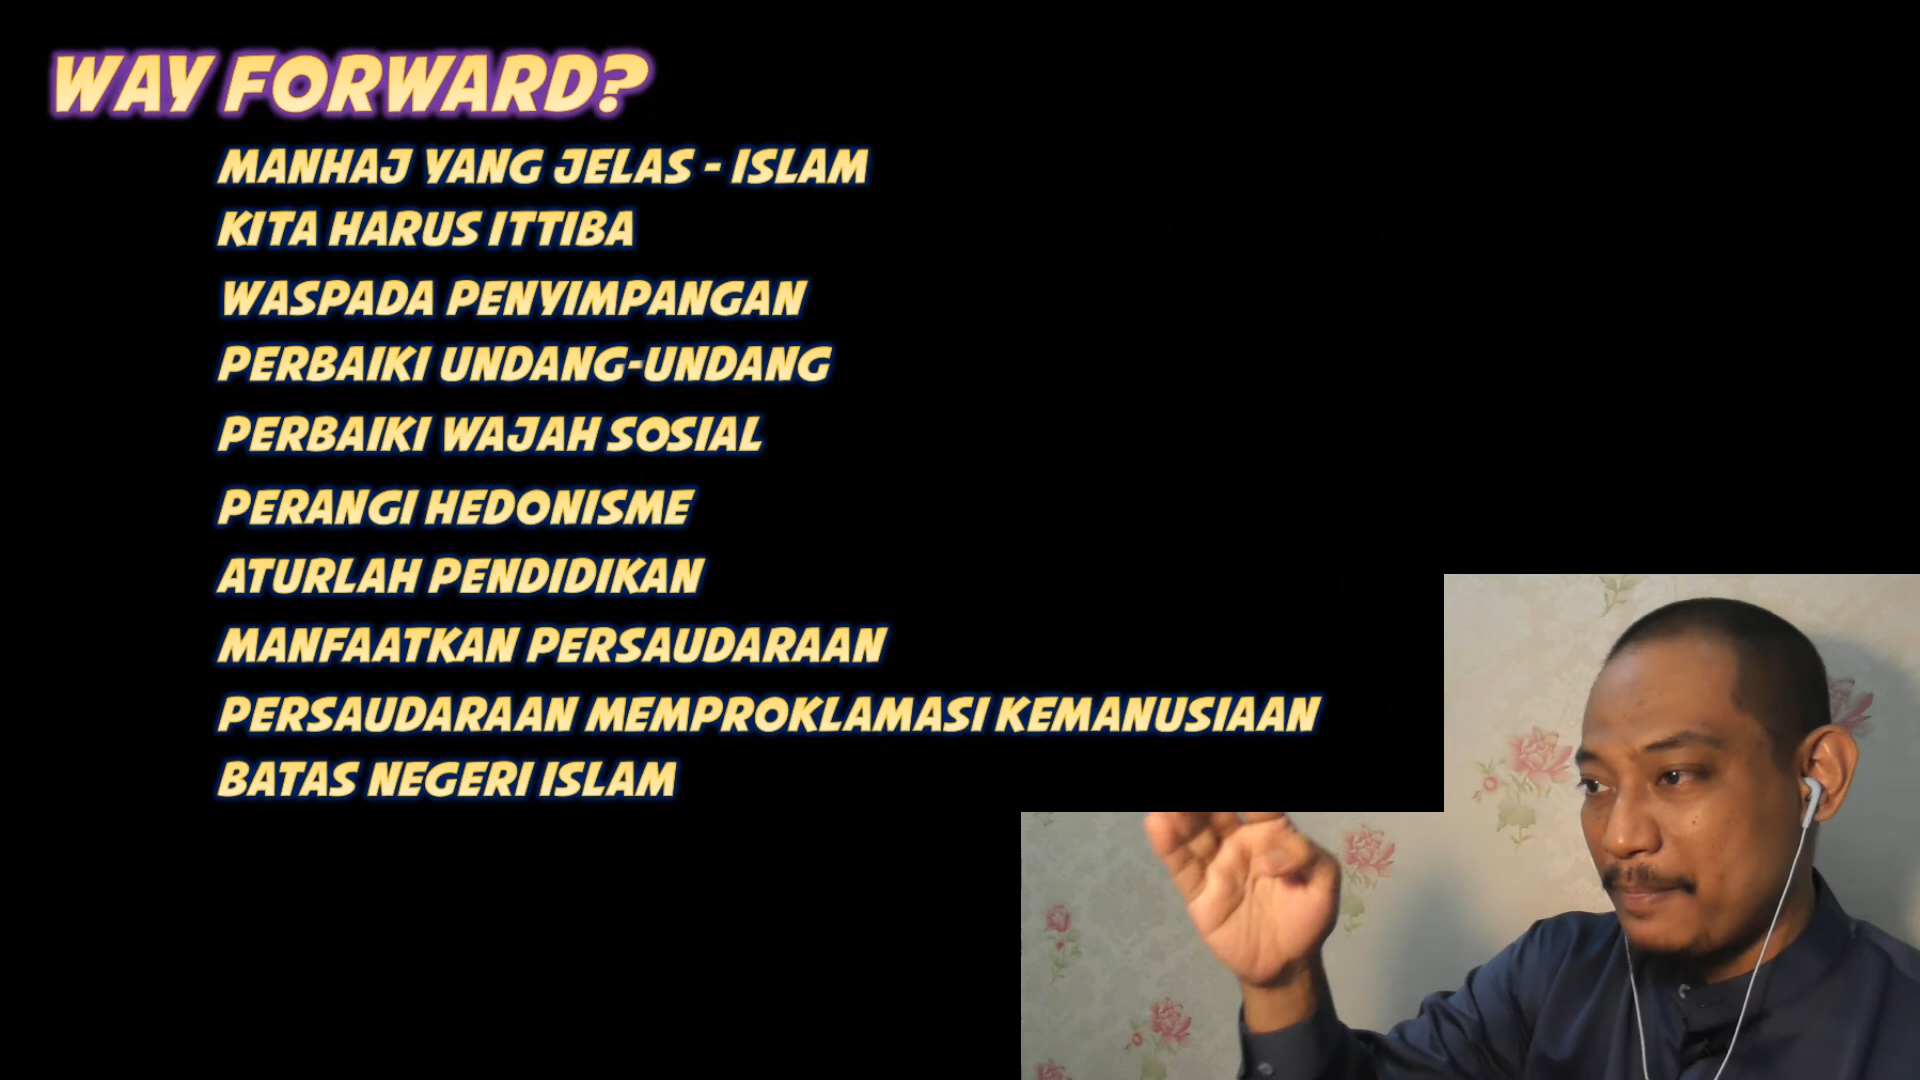 WAY FORWARD?
MANHAJ YANG JELAS - ISLAM
KITA HARUS ITTIBA
WASPADA PENYIMPANGAN
PERBAIKI UNDANG-UNDANG
PERBAIKI WAJAH SOSIAL
PERANGI HEDONISME
ATURLAH PENDIDIKAN
MANFAATKAN PERSAUDARAAN
PERSAUDARAAN MEMPROKLAMASI KEMANUSIAAN
BATAS NEGERI ISLAM